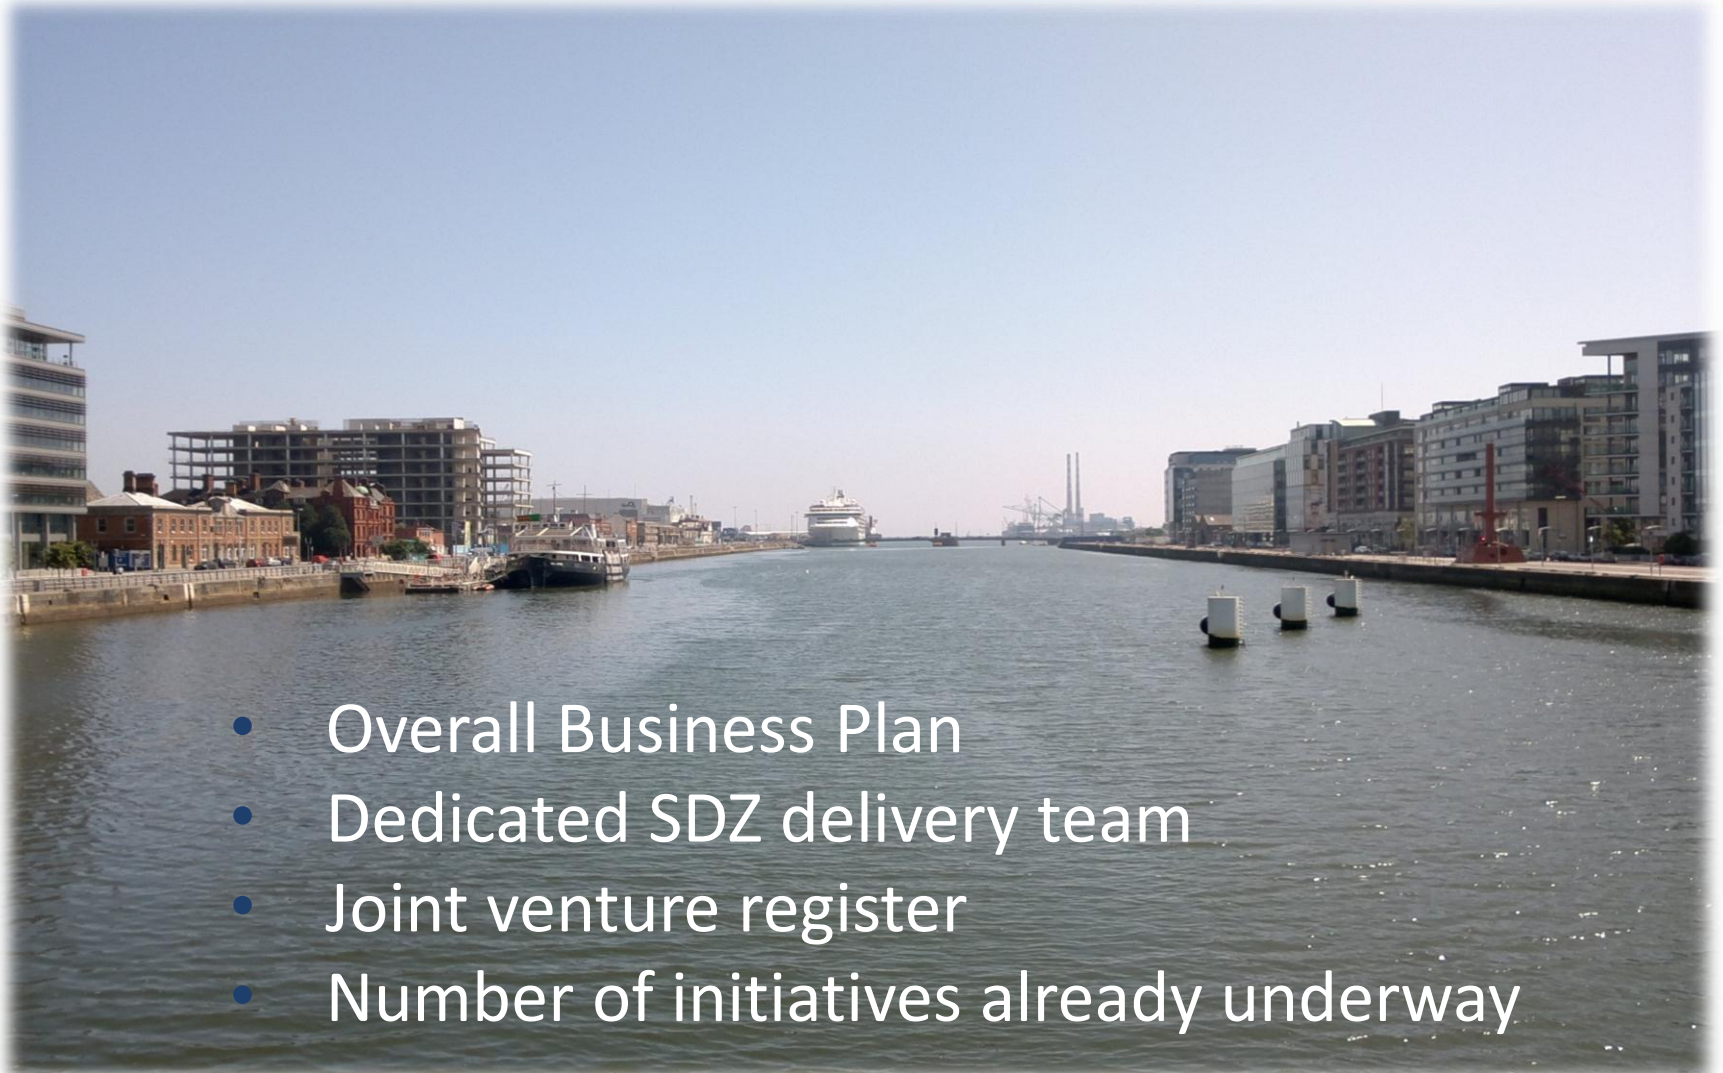 • Overall Business Plan
• Dedicated SDZ delivery team
• Joint venture register
• Number of initiatives already underway